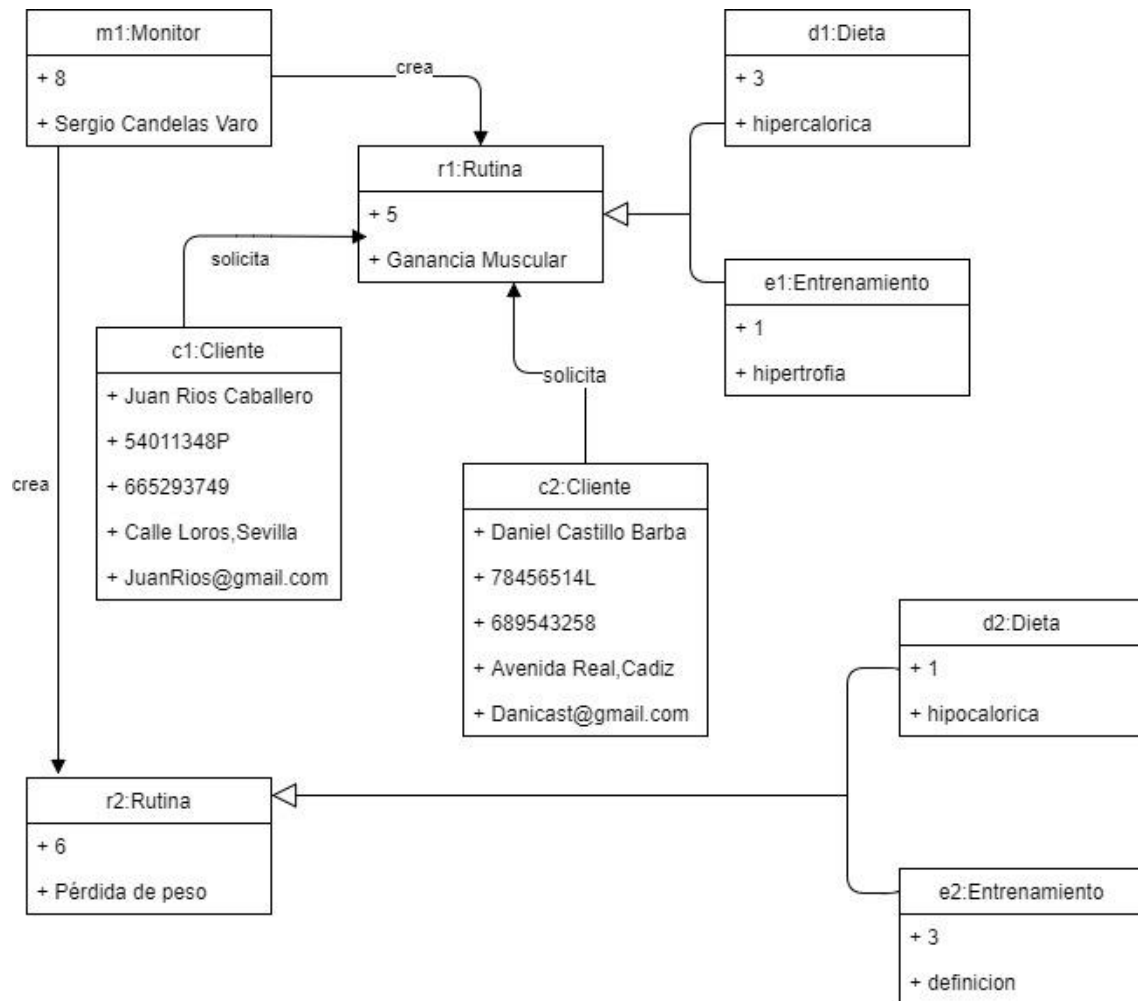 m1:Monitor
+ 8
+ Sergio Candelas Varo
crea
d1:Dieta
+ 3
+ hipercalorica
r1:Rutina
+ 5
+ Ganancia Muscular
solicita
e1:Entrenamiento
+ 1
+ hipertrofia
c1:Cliente
+ Juan Rios Caballero
+ 54011348P
+ 665293749
+ Calle Loros,Sevilla
+ JuanRios@gmail.com
solicita
c2:Cliente
+ Daniel Castillo Barba
+ 78456514L
+ 689543258
+ Avenida Real,Cadiz
+ Danicast@gmail.com
crea
d2:Dieta
+ 1
+ hipocalorica
r2:Rutina
+ 6
+ Pérdida de peso
e2:Entrenamiento
+ 3
+ definicion